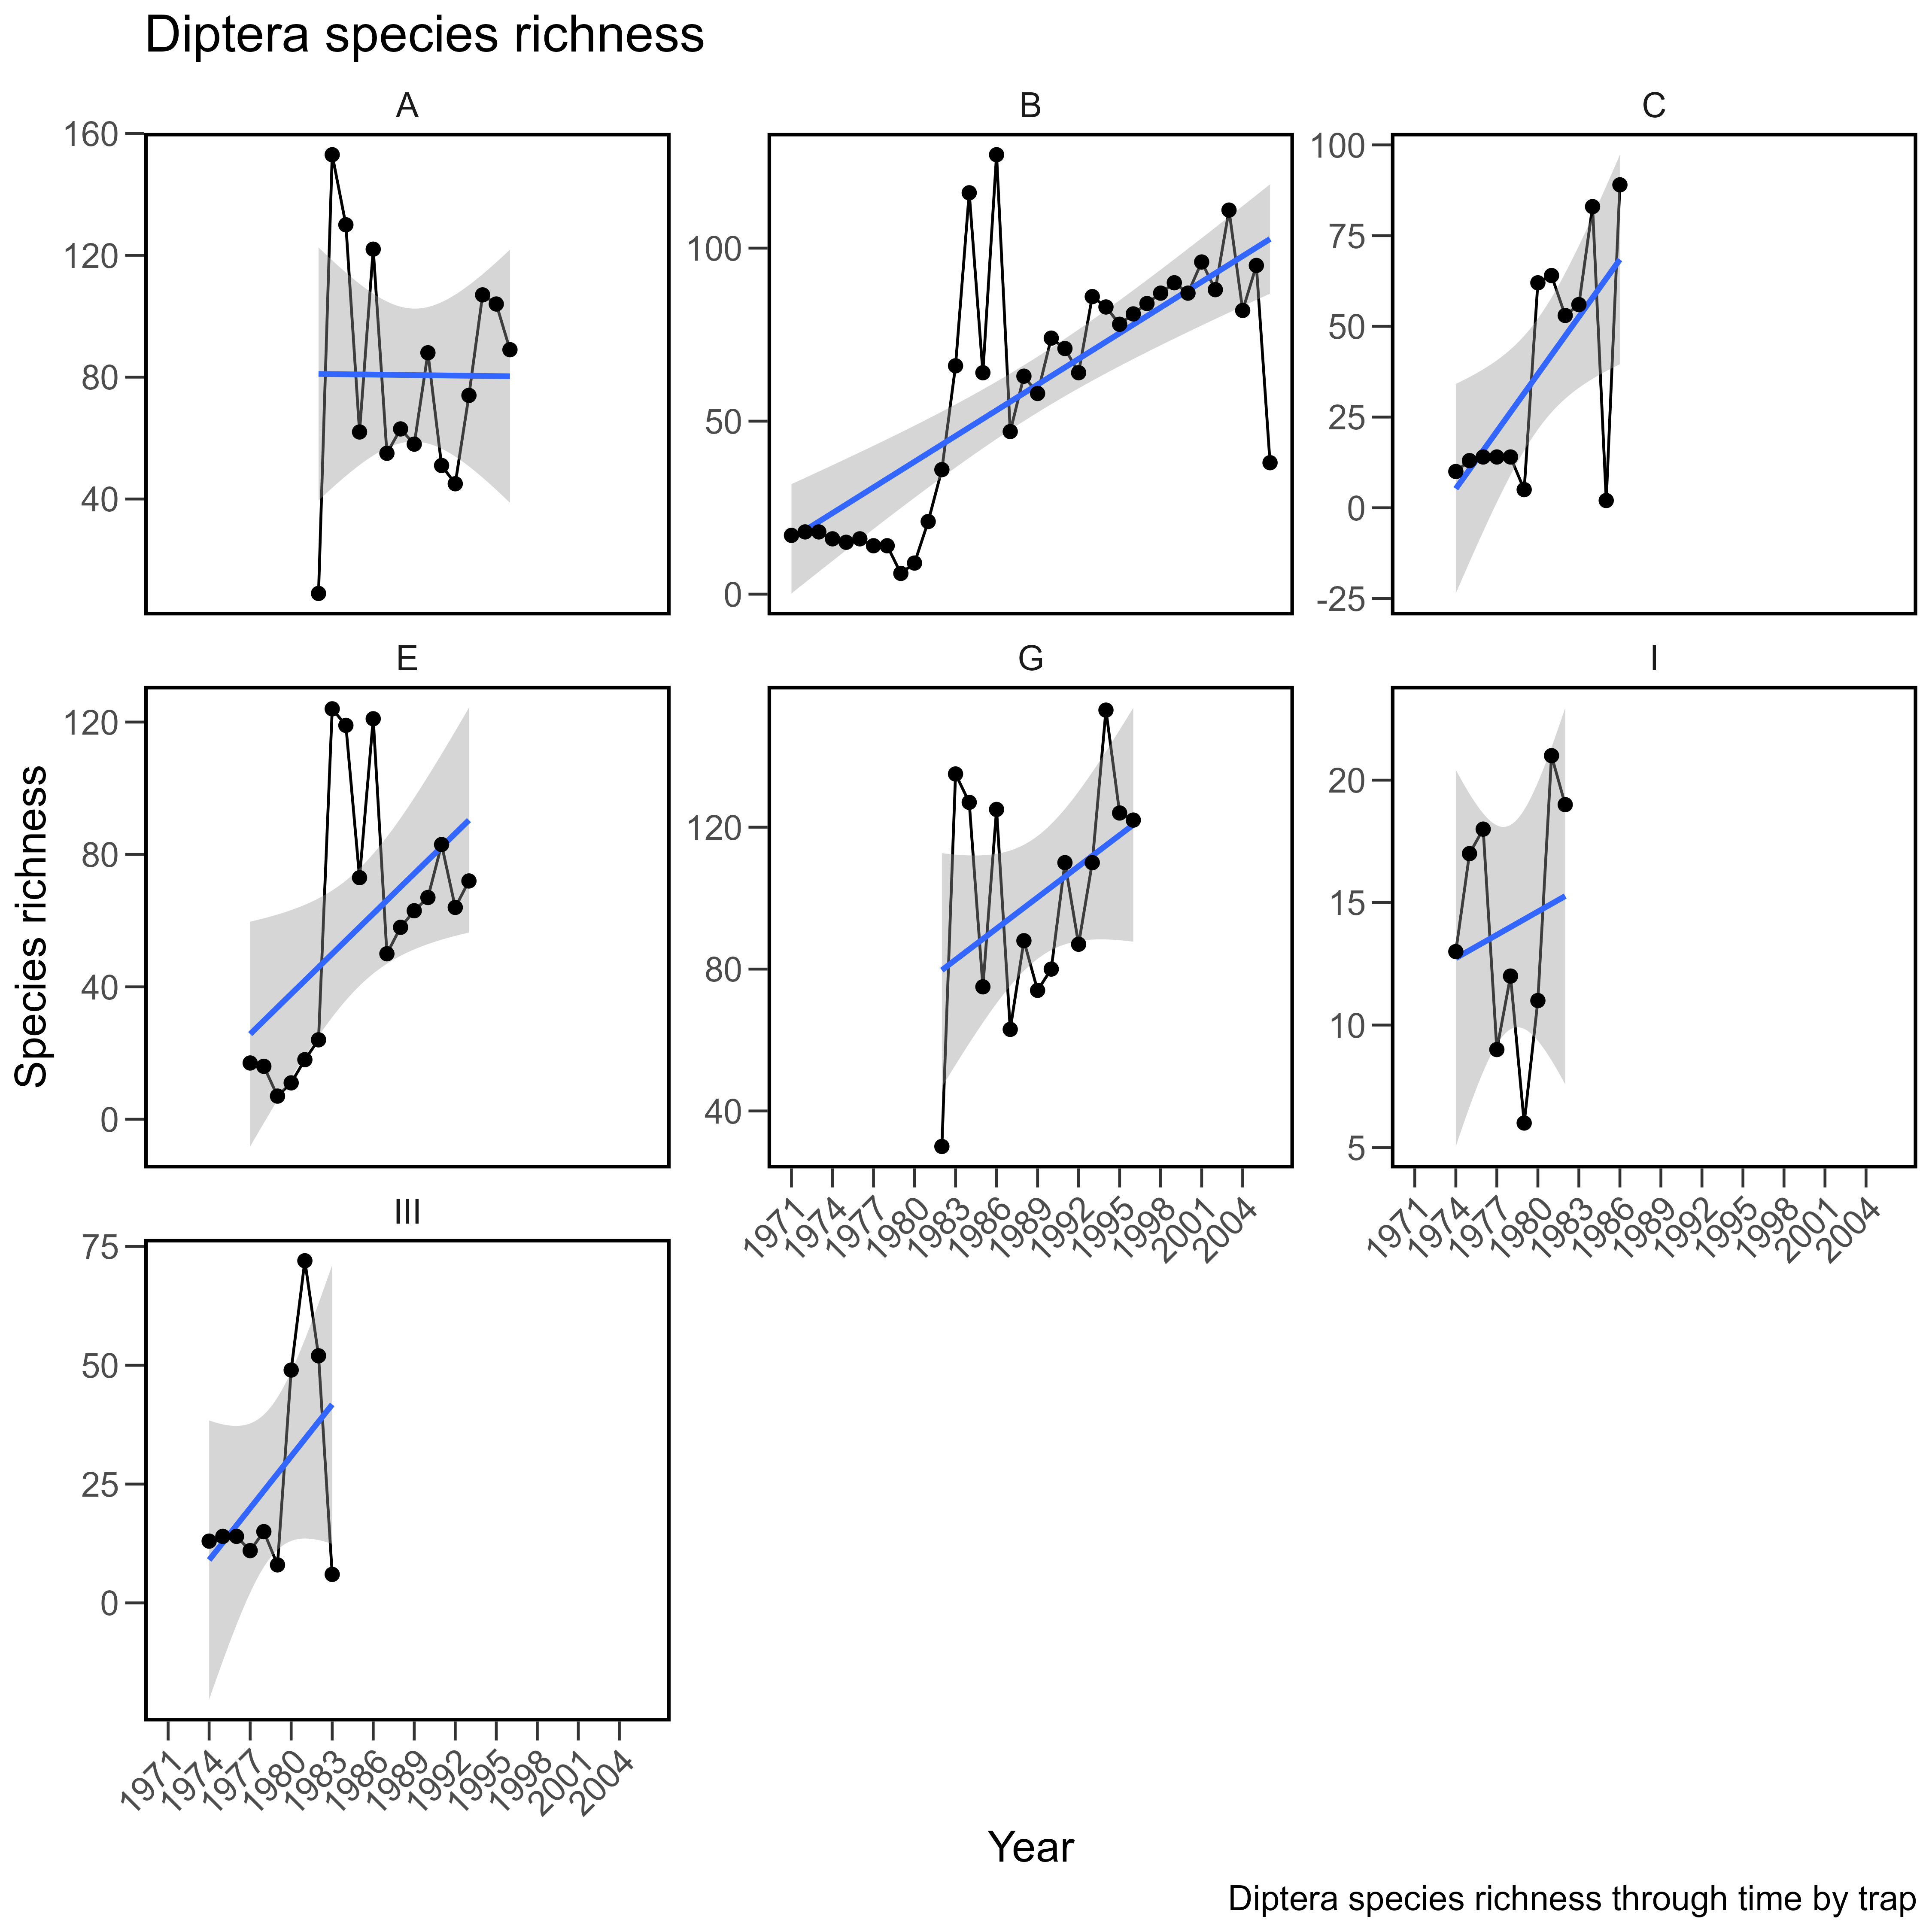 Diptera species richness
A
B
C
160
120
80
40
100
50
0
100
75
50
25
0
-25
E
G
I
120
80
40
0
120
80
40
20
15
10
5
1971 1974 1977 1980 1983 1986 1989 1992 1995 1998 2001 2004
1971 1974 1977 1980 1983 1986 1989 1992 1995 1998 2001 2004
Species richness
III
75
50
25
0
1971 1974 1977 1980 1983 1986 1989 1992 1995 1998 2001 2004
Year
Diptera species richness through time by trap